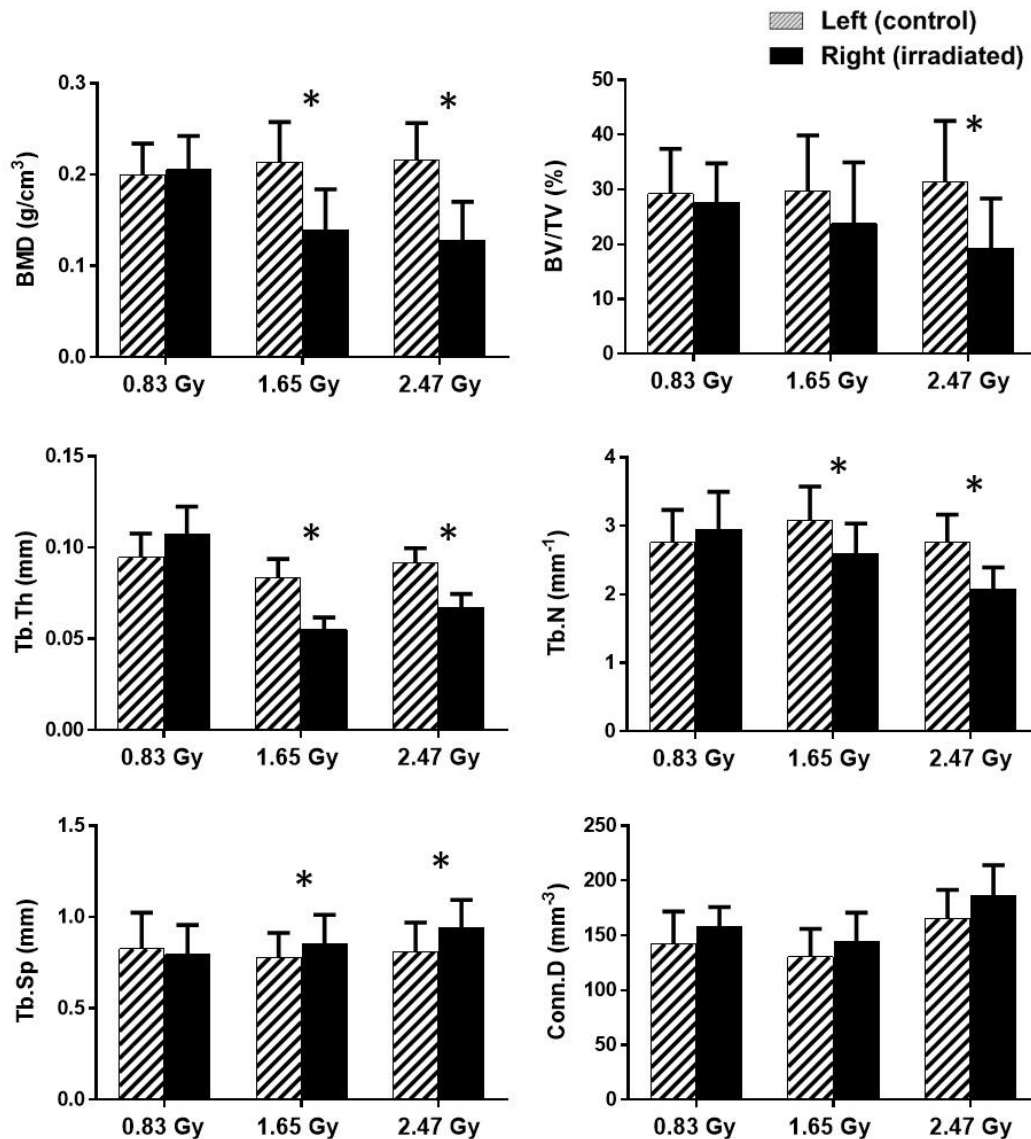 Left (control)
Right (irradiated)
BMD (g/cm³)
0.3
0.2
0.1
0.0
0.83 Gy 1.65 Gy 2.47 Gy
* *
BV/TV (%)
50
40
30
20
10
0
0.83 Gy 1.65 Gy 2.47 Gy
*
Tb.Th (mm)
0.15
0.10
0.05
0.00
0.83 Gy 1.65 Gy 2.47 Gy
* *
Tb.N (mm⁻¹)
4
3
2
1
0
0.83 Gy 1.65 Gy 2.47 Gy
* *
Tb.Sp (mm)
1.5
1.0
0.5
0.0
0.83 Gy 1.65 Gy 2.47 Gy
* *
Conn.D (mm⁻³)
250
200
150
100
50
0
0.83 Gy 1.65 Gy 2.47 Gy